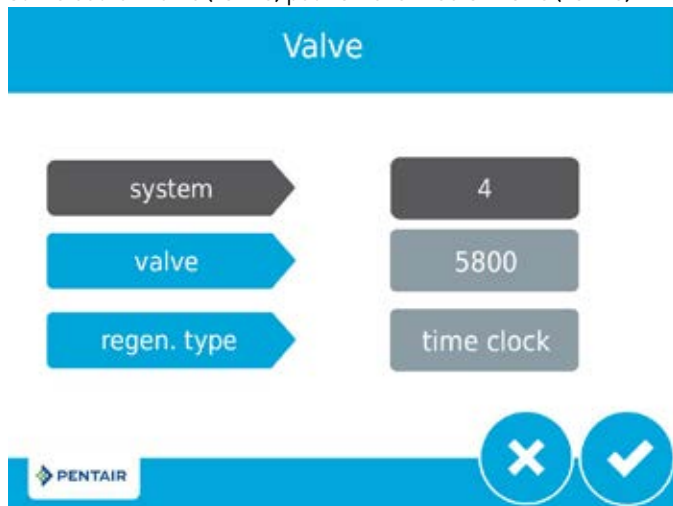 Valve
system 4
valve 5800
regen. type time clock
PENTAIR